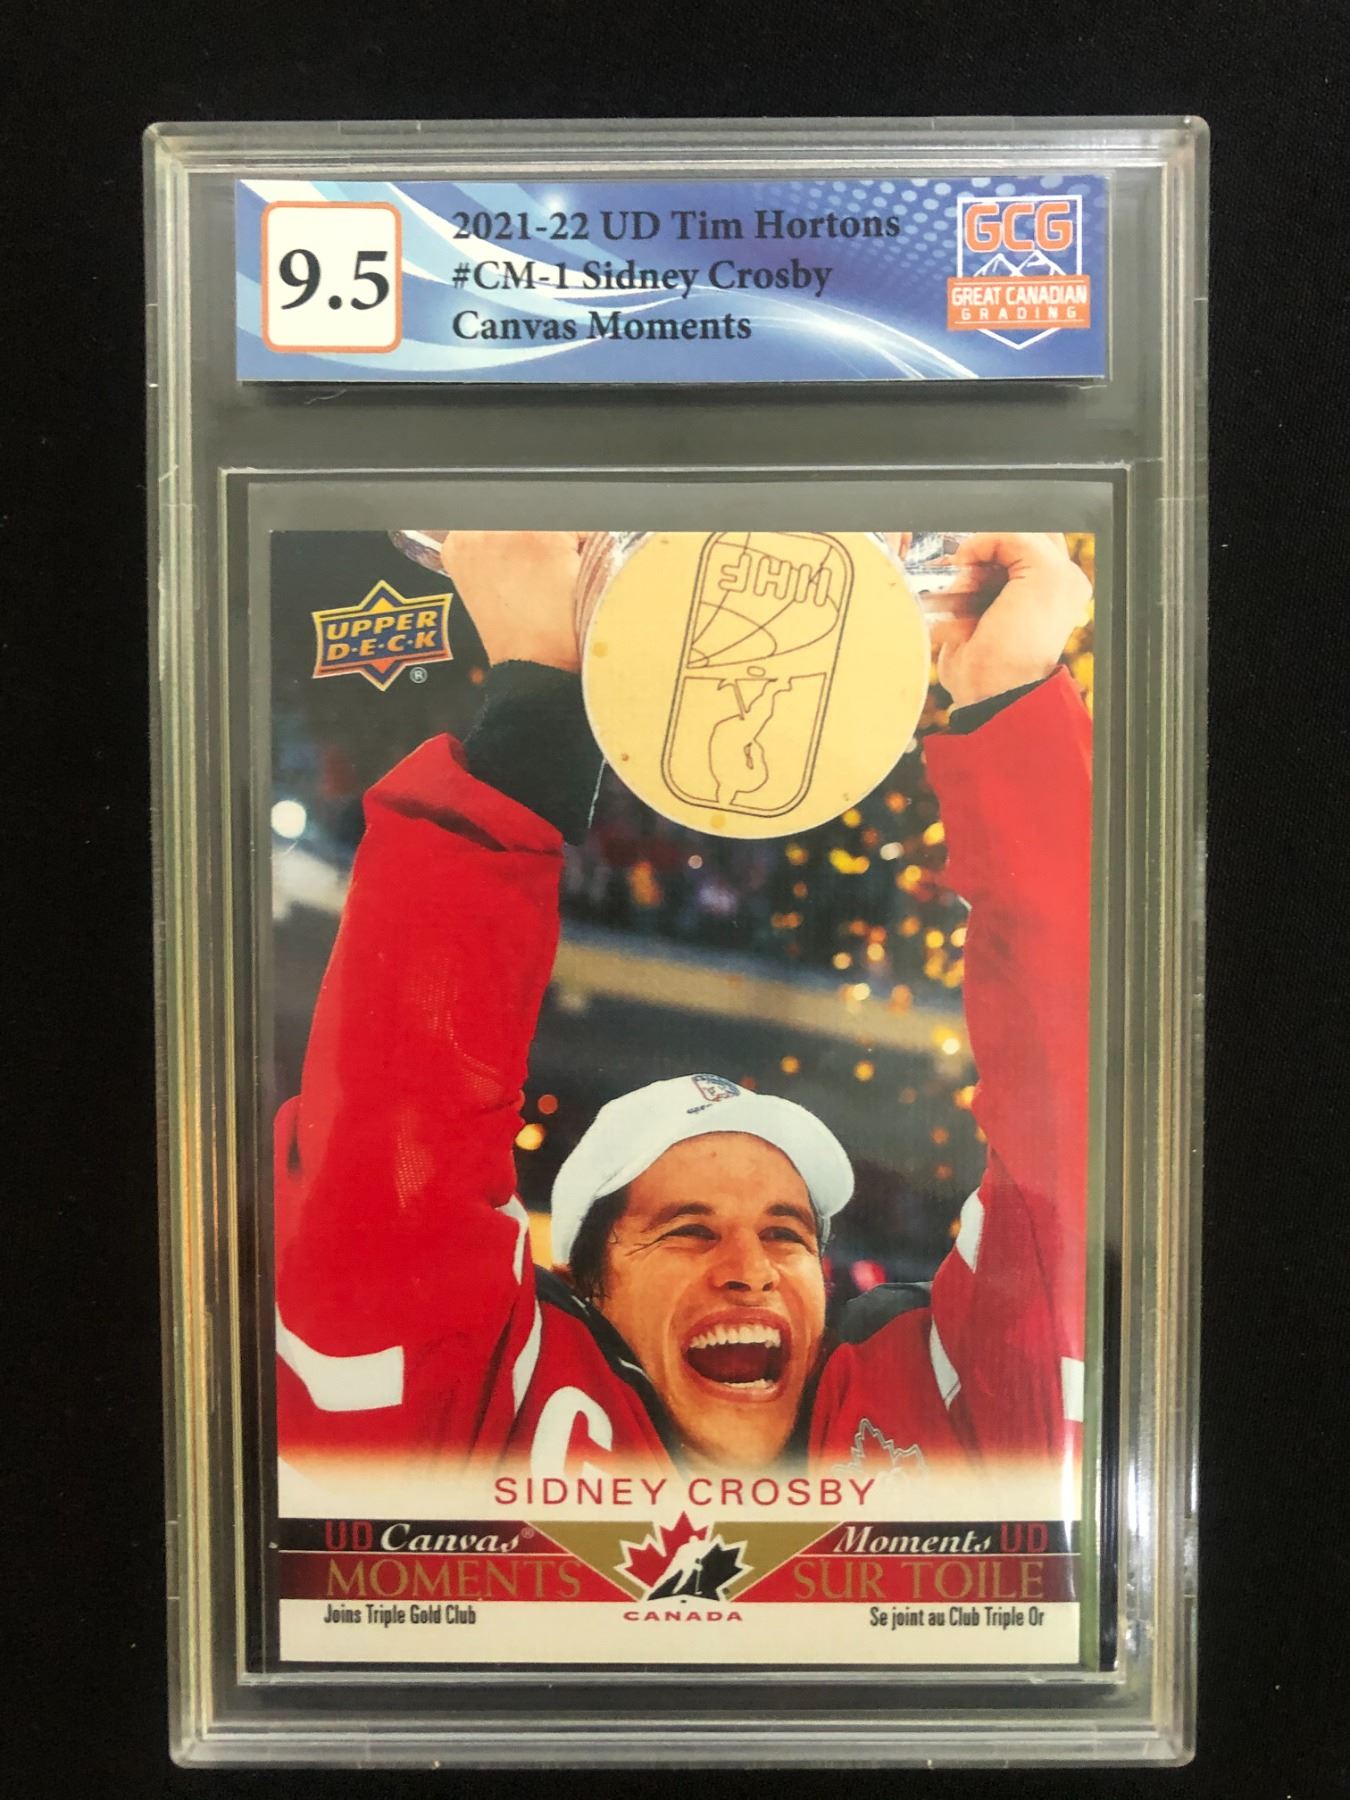 9.5
2021-22 UD Tim Hortons
#CM-1 Sidney Crosby
Canvas Moments
GCG
GREAT CANADIAN
GRADING
UPPER
D·E·C·K
®
IIHF
C
SIDNEY CROSBY
UD Canvas®
MOMENTS
Joins Triple Gold Club
CANADA
Moments UD
SUR TOILE
Se joint au Club Triple Or